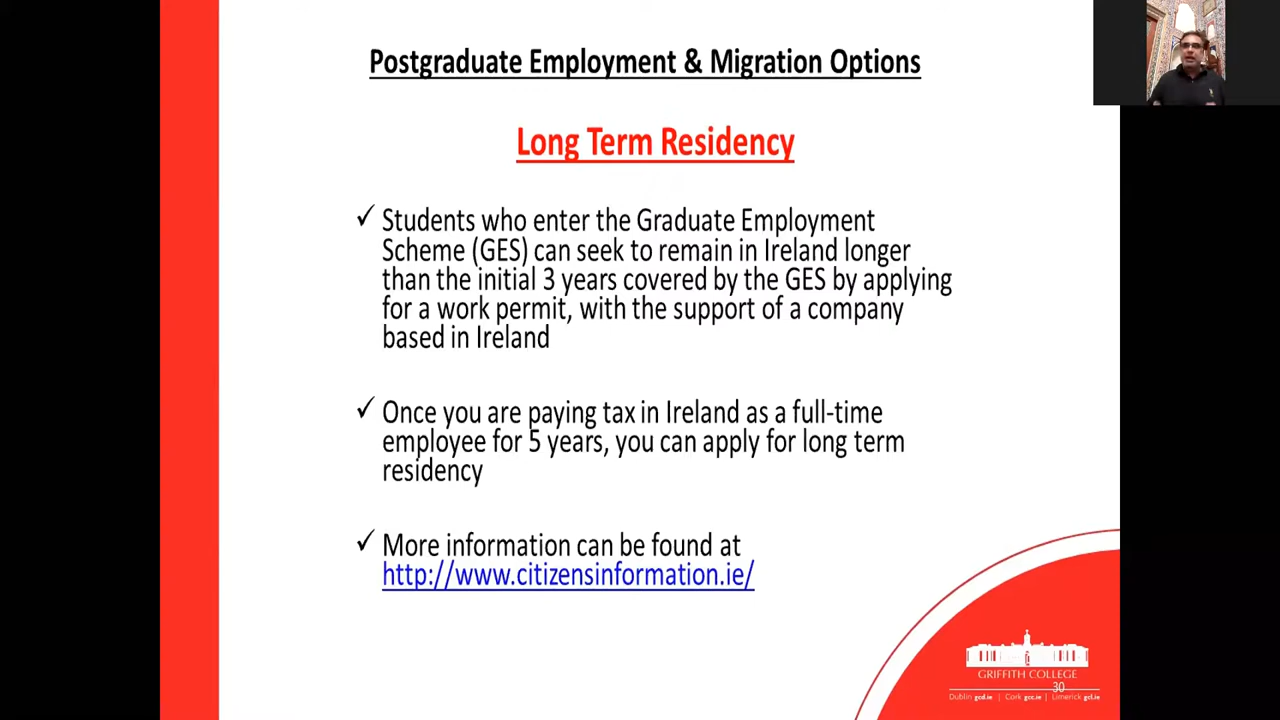 Postgraduate Employment & Migration Options
Long Term Residency
✓ Students who enter the Graduate Employment
Scheme (GES) can seek to remain in Ireland longer
than the initial 3 years covered by the GES by applying
for a work permit, with the support of a company
based in Ireland
✓ Once you are paying tax in Ireland as a full-time
employee for 5 years, you can apply for long term
residency
✓ More information can be found at
http://www.citizensinformation.ie/
GRIFFITH COLLEGE
30
Dublin gcd.ie | Cork gcc.ie | Limerick gcl.ie